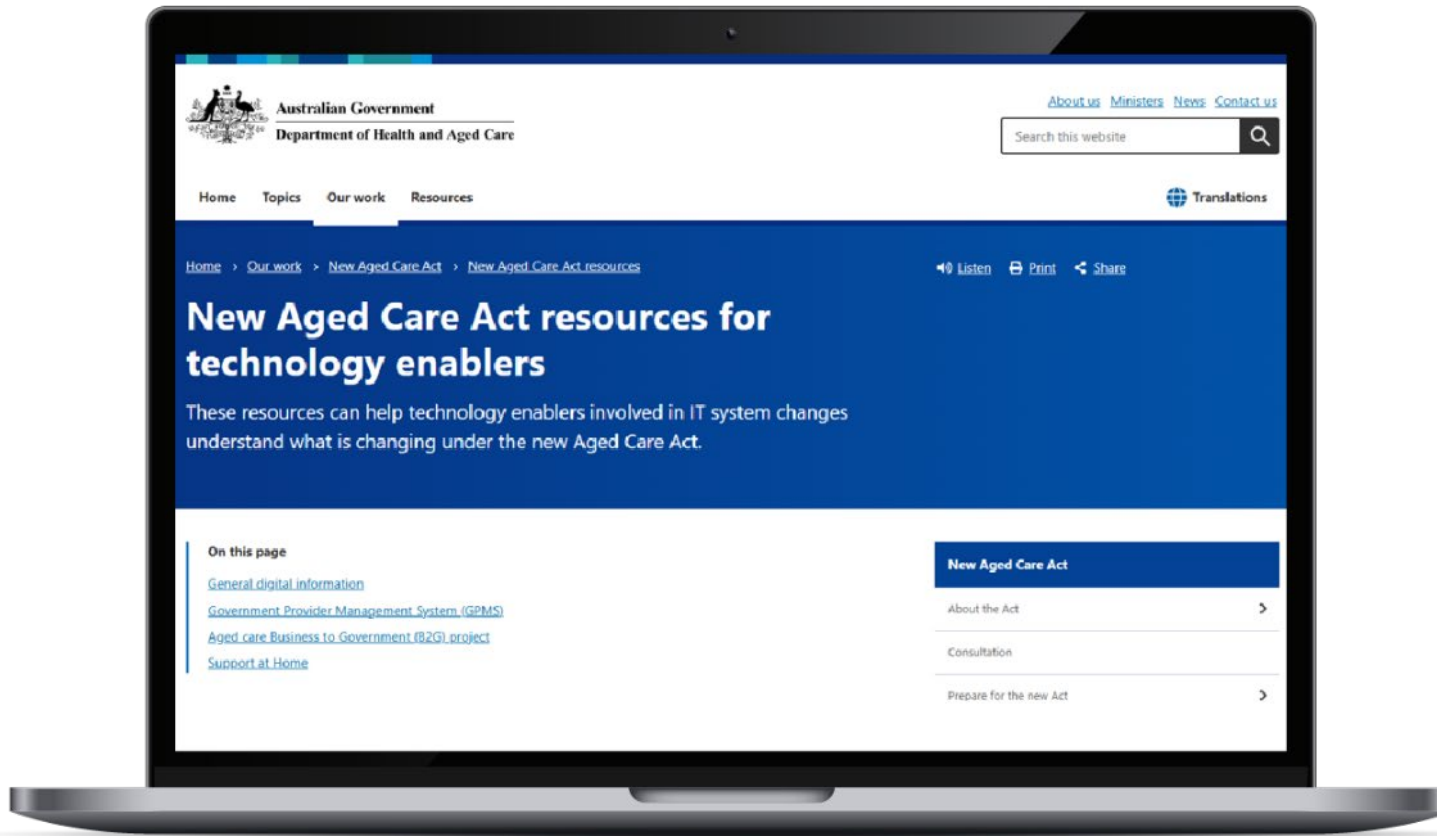 Australian Government
Department of Health and Aged Care
About us Ministers News Contact us
Search this website
Home Topics Our work Resources
Translations
Home › Our work › New Aged Care Act › New Aged Care Act resources
Listen Print Share
New Aged Care Act resources for
technology enablers
These resources can help technology enablers involved in IT system changes
understand what is changing under the new Aged Care Act.
On this page
General digital information
Government Provider Management System (GPMS)
Aged care Business to Government (B2G) project
Support at Home
New Aged Care Act
About the Act
Consultation
Prepare for the new Act